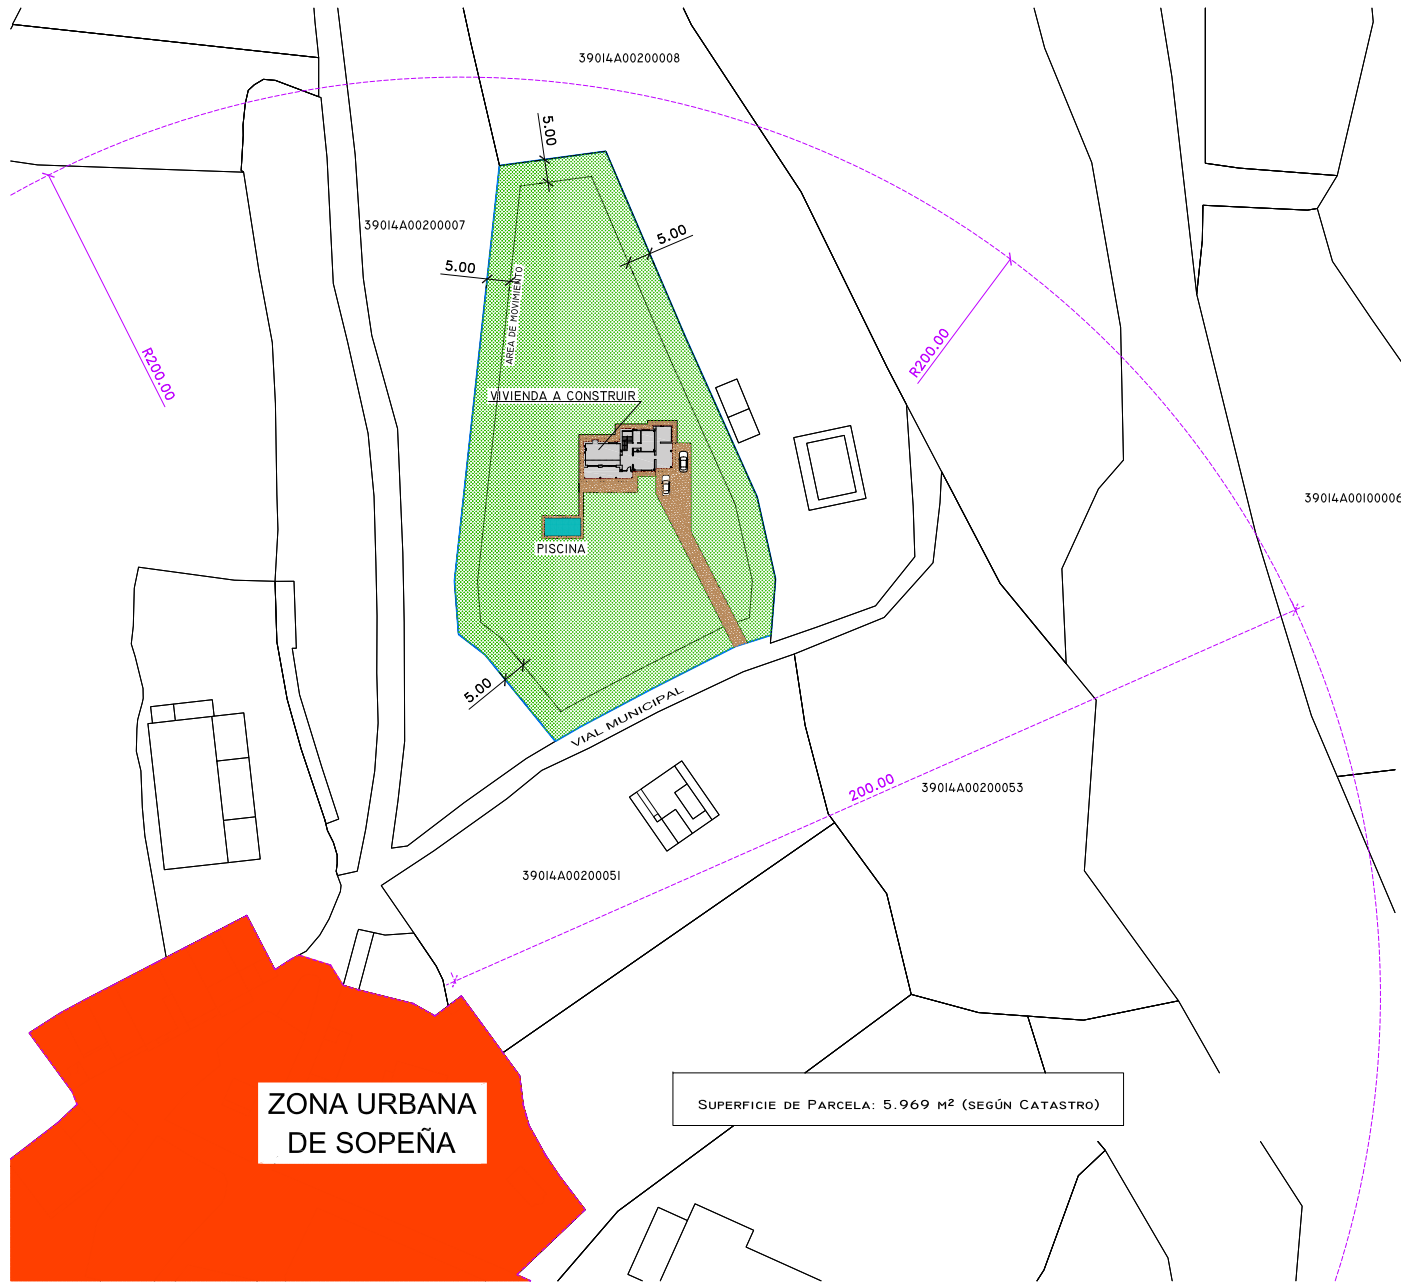 39014A00200008
5.00
39014A00200007
5.00
5.00
ÁREA DE MOVIMIENTO
R200.00
R200.00
VIVIENDA A CONSTRUIR
39014A00100006
PISCINA
5.00
VIAL MUNICIPAL
200.00
39014A00200053
39014A00200051
ZONA URBANA
DE SOPEÑA
SUPERFICIE DE PARCELA: 5.969 M² (SEGÚN CATASTRO)